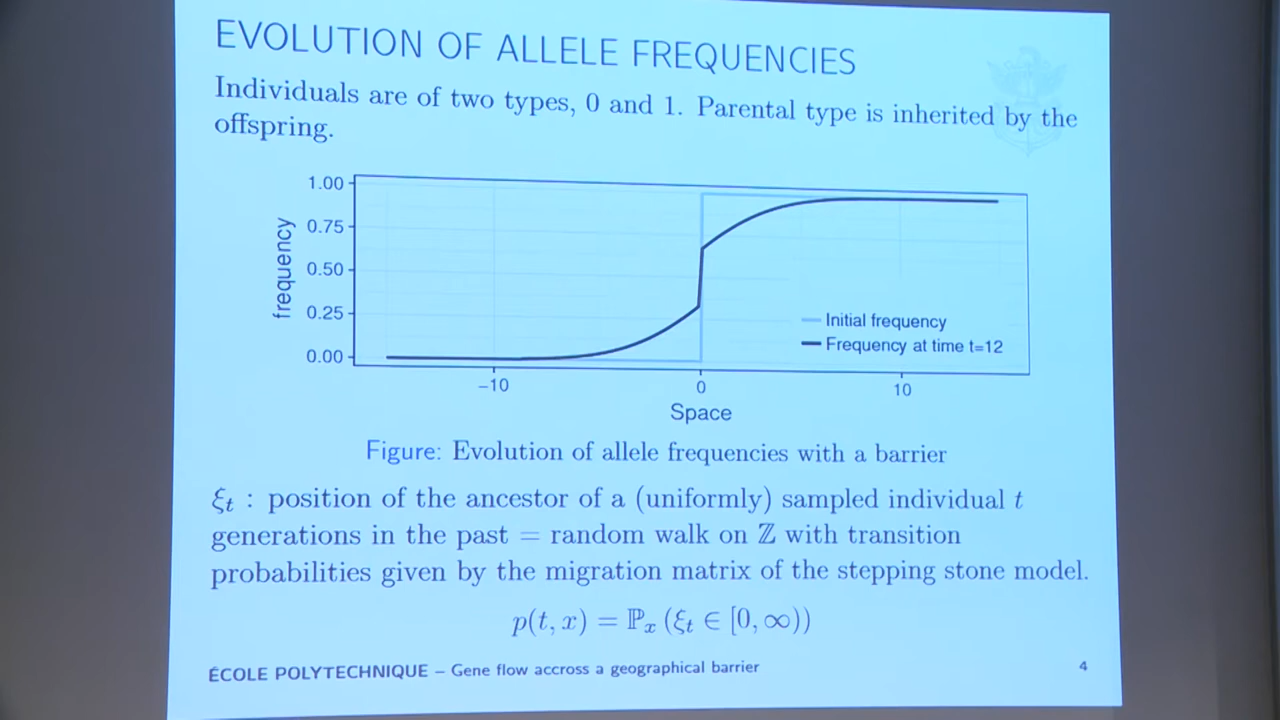 EVOLUTION OF ALLELE FREQUENCIES
Individuals are of two types, 0 and 1. Parental type is inherited by the
offspring.
1.00
0.75
0.50
0.25
0.00
frequency
Initial frequency
Frequency at time t=12
−10
0
10
Space
Figure: Evolution of allele frequencies with a barrier
ξt : position of the ancestor of a (uniformly) sampled individual t
generations in the past = random walk on ℤ with transition
probabilities given by the migration matrix of the stepping stone model.
p(t, x) = ℙx (ξt ∈ [0, ∞))
ÉCOLE POLYTECHNIQUE – Gene flow accross a geographical barrier
4